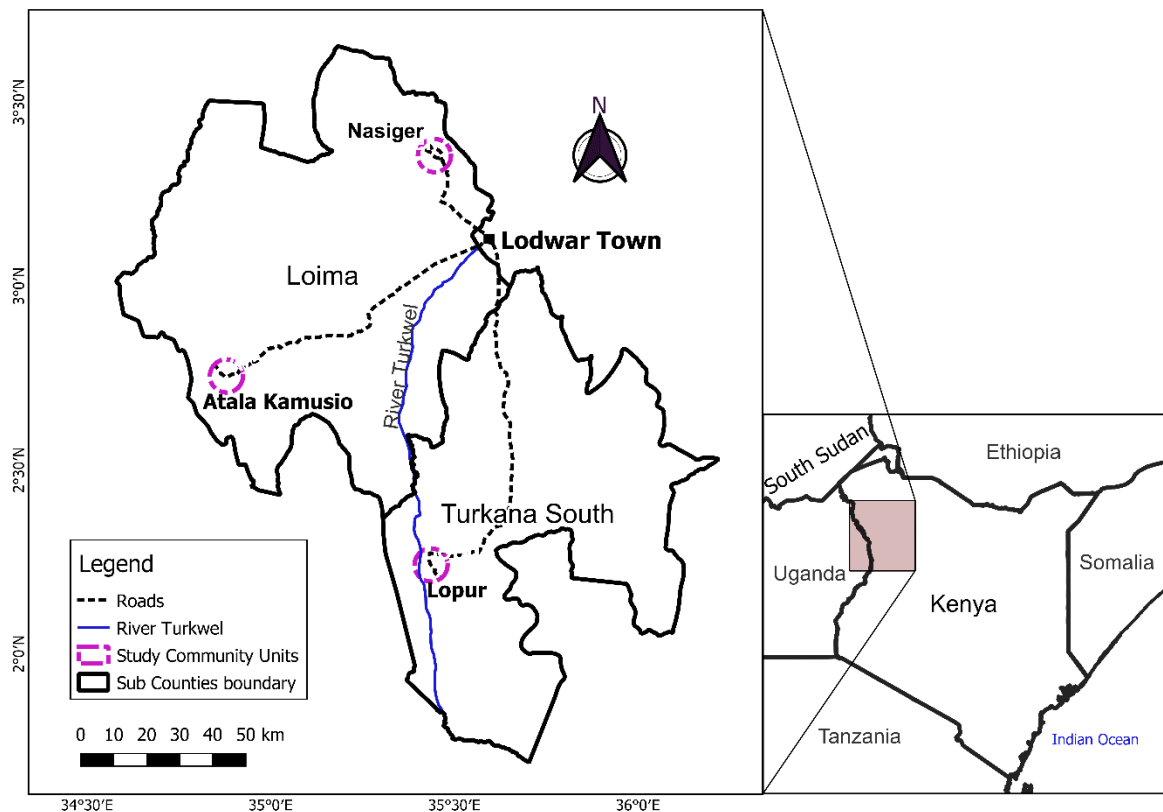 3°30'N
3°0'N
2°30'N
2°0'N
N
Nasiger
Lodwar Town
Loima
River Turkwel
Atala Kamusio
Turkana South
Lopur
Legend
Roads
River Turkwel
Study Community Units
Sub Counties boundary
0 10 20 30 40 50 km
34°30'E 35°0'E 35°30'E 36°0'E
South Sudan
Ethiopia
Uganda
Somalia
Kenya
Tanzania
Indian Ocean